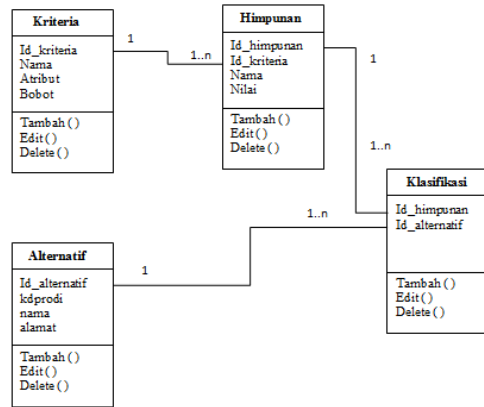 Kriteria
Id_kriteria
Nama
Atribut
Bobot
Tambah ( )
Edit ( )
Delete ( )
1
1..n
Himpunan
Id_himpunan
Id_kriteria
Nama
Nilai
Tambah ( )
Edit ( )
Delete ( )
1
1..n
Klasifikasi
Id_himpunan
Id_alternatif
Tambah ( )
Edit ( )
Delete ( )
1..n
1
Alternatif
Id_alternatif
kdprodi
nama
alamat
Tambah ( )
Edit ( )
Delete ( )